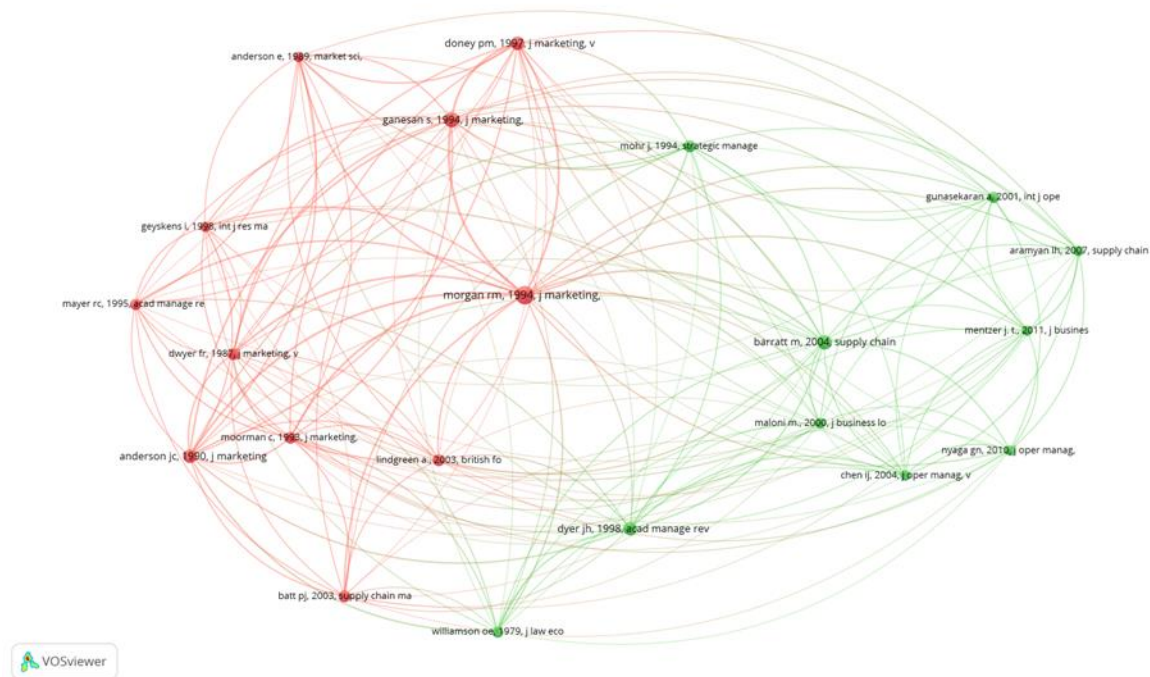 doney pm, 1997, j marketing, v
anderson e, 1989, market sci,
ganesan s, 1994, j marketing,
mohr j, 1994, strategic manage
gunasekaran a, 2001, int j ope
geyskens i, 1998, int j res ma
aramyan lh, 2007, supply chain
morgan rm, 1994, j marketing,
mayer rc, 1995, acad manage re
mentzer j. t., 2011, j busines
barratt m, 2004, supply chain
dwyer fr, 1987, j marketing, v
maloni m., 2000, j business lo
moorman c, 1993, j marketing,
nyaga gn, 2010, j oper manag,
anderson jc, 1990, j marketing
lindgreen a., 2003, british fo
chen ij, 2004, j oper manag, v
dyer jh, 1998, acad manage rev
batt pj, 2003, supply chain ma
williamson oe, 1979, j law eco
VOSviewer